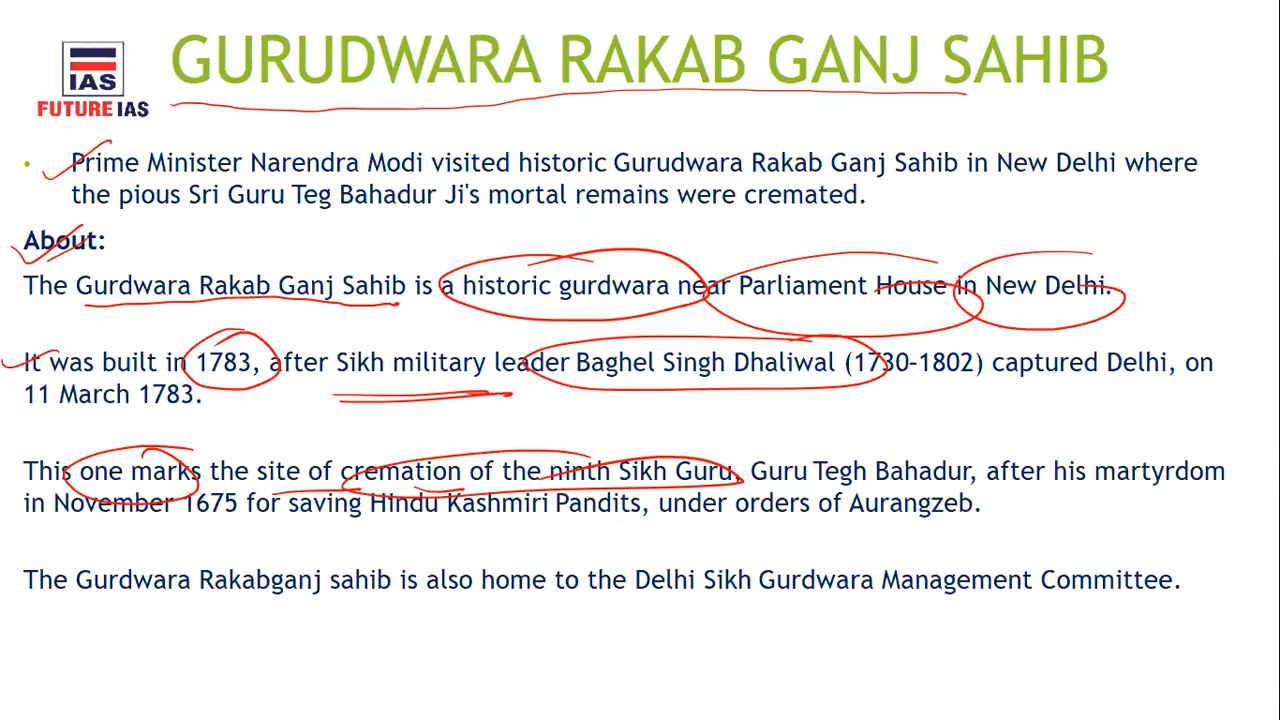 GURUDWARA RAKAB GANJ SAHIB
IAS
FUTURE IAS
• Prime Minister Narendra Modi visited historic Gurudwara Rakab Ganj Sahib in New Delhi where
the pious Sri Guru Teg Bahadur Ji's mortal remains were cremated.
About:
The Gurdwara Rakab Ganj Sahib is a historic gurdwara near Parliament House in New Delhi.
It was built in 1783, after Sikh military leader Baghel Singh Dhaliwal (1730-1802) captured Delhi, on
11 March 1783.
This one marks the site of cremation of the ninth Sikh Guru, Guru Tegh Bahadur, after his martyrdom
in November 1675 for saving Hindu Kashmiri Pandits, under orders of Aurangzeb.
The Gurdwara Rakabganj sahib is also home to the Delhi Sikh Gurdwara Management Committee.